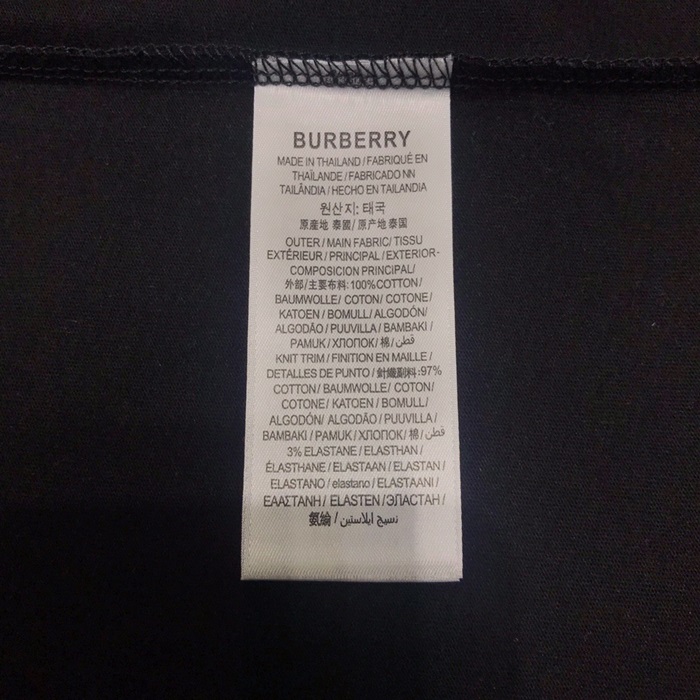 BURBERRY
MADE IN THAILAND / FABRIQUÉ EN
THAÏLANDE / FABRICADO NN
TAILÂNDIA / HECHO EN TAILANDIA
원산지: 태국
原產地 泰國 / 原产地 泰国
OUTER / MAIN FABRIC/ TISSU
EXTÉRIEUR / PRINCIPAL / EXTERIOR-
COMPOSICION PRINCIPAL/
外部/主要布料: 100%COTTON /
BAUMWOLLE/ COTON/ COTONE /
KATOEN / BOMULL/ ALGODÓN/
ALGODÃO / PUUVILLA / BAMBAKI /
PAMUK / ХЛОПОК/ 棉/ قطن/
KNIT TRIM / FINITION EN MAILLE /
DETALLES DE PUNTO / 針織副料:97%
COTTON / BAUMWOLLE/ COTON/
COTONE / KATOEN / BOMULL /
ALGODÓN/ ALGODÃO / PUUVILLA /
BAMBAKI / PAMUK / ХЛОПОК/ 棉/ قطن/
3% ELASTANE / ELASTHAN /
ÉLASTHANE / ELASTAAN / ELASTAN /
ELASTANO / elastano / ELASTAANI /
ΕΛΑΣΤΑΝΗ / ELASTEN /ЭЛАСТАН /
氨纶 / نسيج ايلاستين